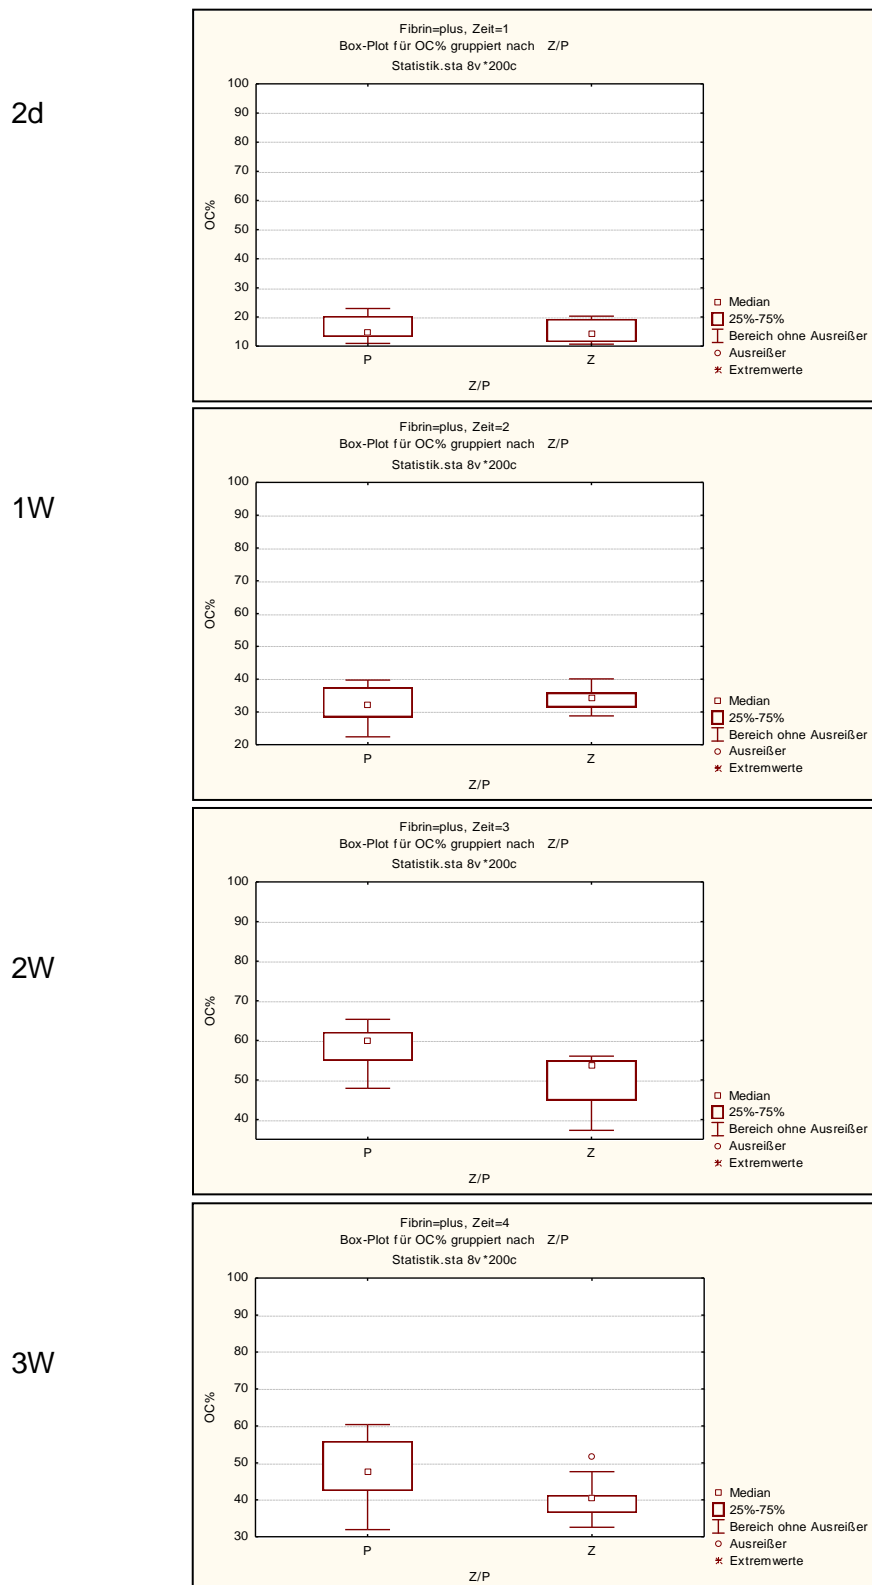 2d
Fibrin=plus, Zeit=1
Box-Plot für OC% gruppiert nach Z/P
Statistik.sta 8v*200c
100
90
80
70
60
50
40
30
20
10
OC%
P Z
Z/P
Median
25%-75%
Bereich ohne Ausreißer
Ausreißer
Extremwerte
1W
Fibrin=plus, Zeit=2
Box-Plot für OC% gruppiert nach Z/P
Statistik.sta 8v*200c
100
90
80
70
60
50
40
30
20
OC%
P Z
Z/P
Median
25%-75%
Bereich ohne Ausreißer
Ausreißer
Extremwerte
2W
Fibrin=plus, Zeit=3
Box-Plot für OC% gruppiert nach Z/P
Statistik.sta 8v*200c
100
90
80
70
60
50
40
OC%
P Z
Z/P
Median
25%-75%
Bereich ohne Ausreißer
Ausreißer
Extremwerte
3W
Fibrin=plus, Zeit=4
Box-Plot für OC% gruppiert nach Z/P
Statistik.sta 8v*200c
100
90
80
70
60
50
40
30
OC%
P Z
Z/P
Median
25%-75%
Bereich ohne Ausreißer
Ausreißer
Extremwerte